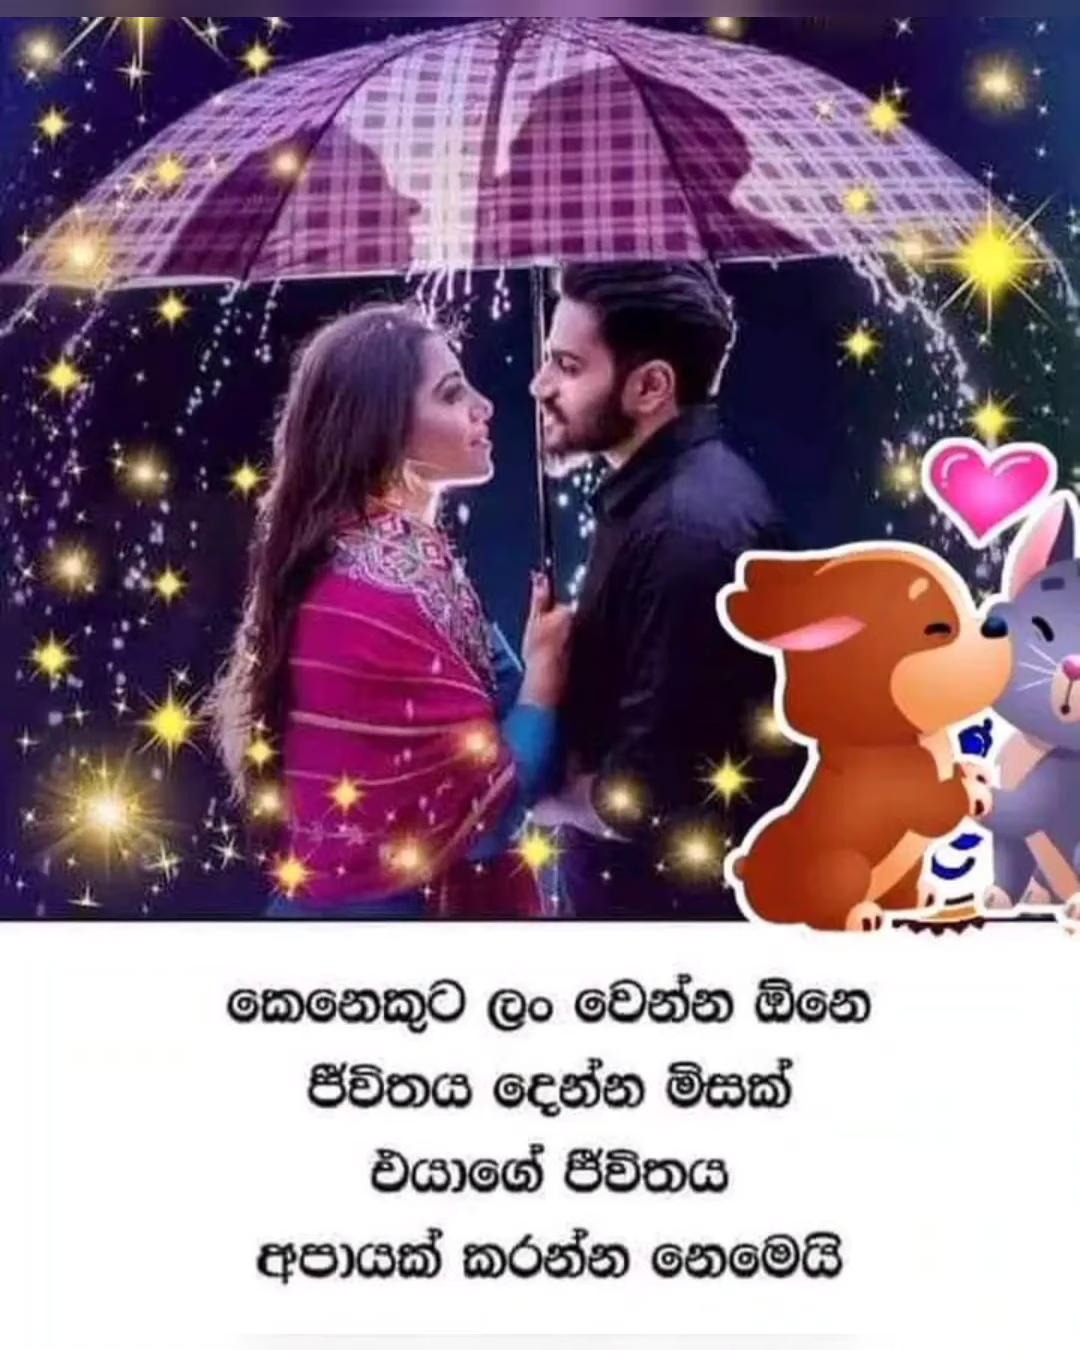 කෙනෙකුට ලං වෙන්න ඕනෙ
ජීවිතය දෙන්න මිසක්
එයාගේ ජීවිතය
අපායක් කරන්න නෙමෙයි